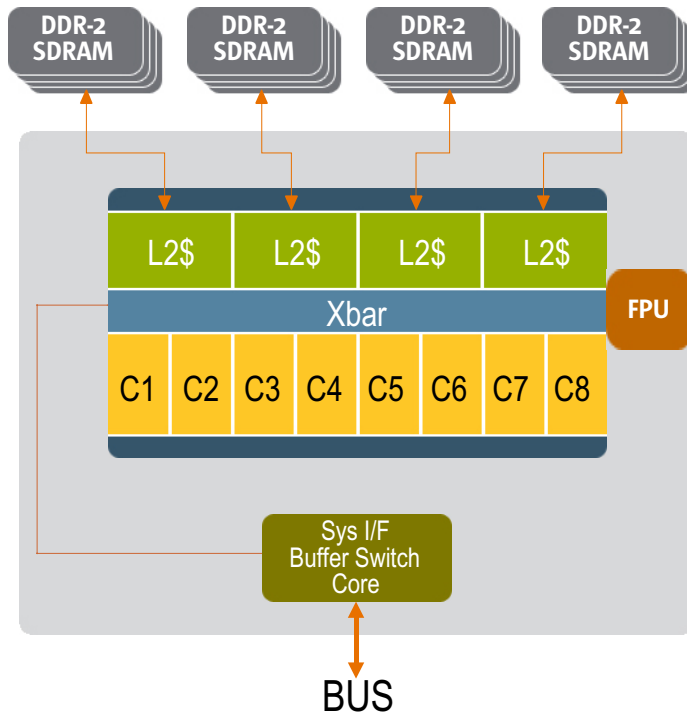 DDR-2
SDRAM
DDR-2
SDRAM
DDR-2
SDRAM
DDR-2
SDRAM
L2$ L2$ L2$ L2$
Xbar
FPU
C1 C2 C3 C4 C5 C6 C7 C8
Sys I/F
Buffer Switch
Core
BUS